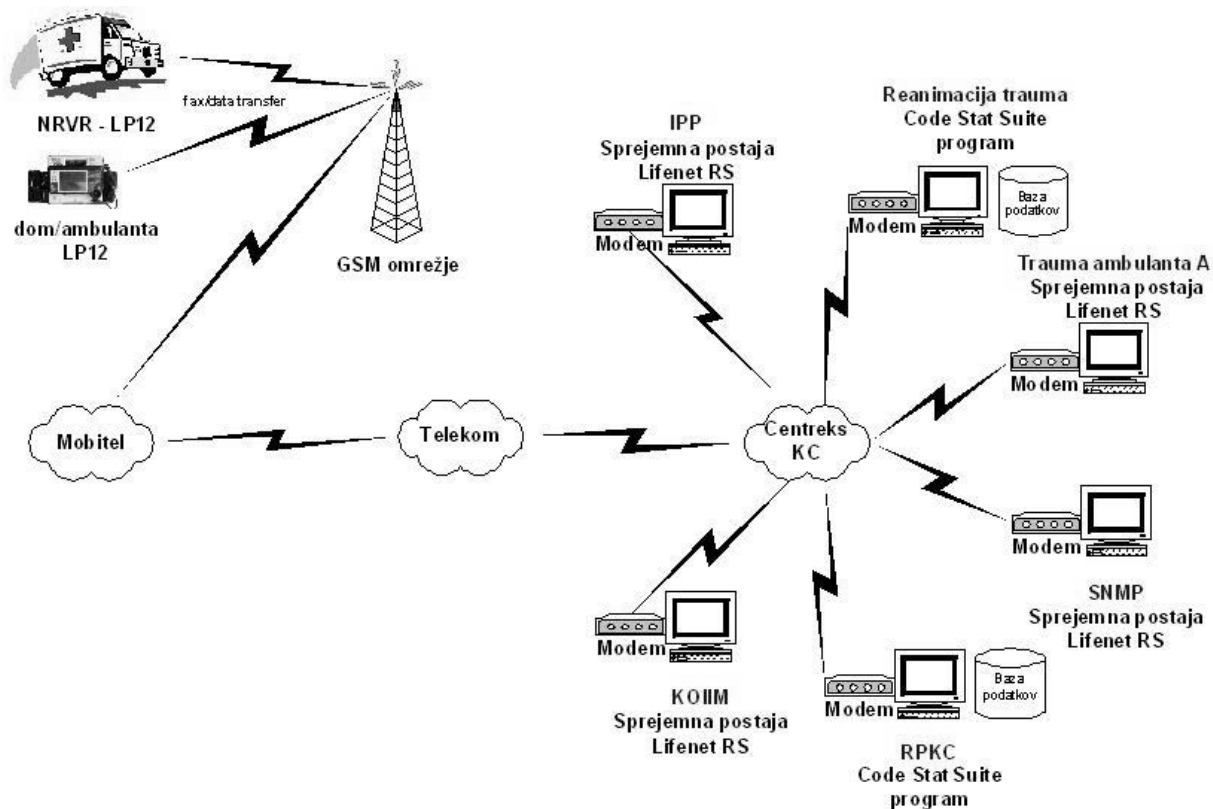 fax/data transfer
NRVR - LP12
dom/ambulanta
LP12
GSM omrežje
Mobitel
Telekom
Centreks
KC
IPP
Sprejemna postaja
Lifenet RS
Modem
Reanimacija trauma
Code Stat Suite
program
Modem
Baza
podatkov
Trauma ambulanta A
Sprejemna postaja
Lifenet RS
Modem
Modem
SNMP
Sprejemna postaja
Lifenet RS
Modem
KOIIM
Sprejemna postaja
Lifenet RS
Modem
Baza
podatkov
RPKC
Code Stat Suite
program